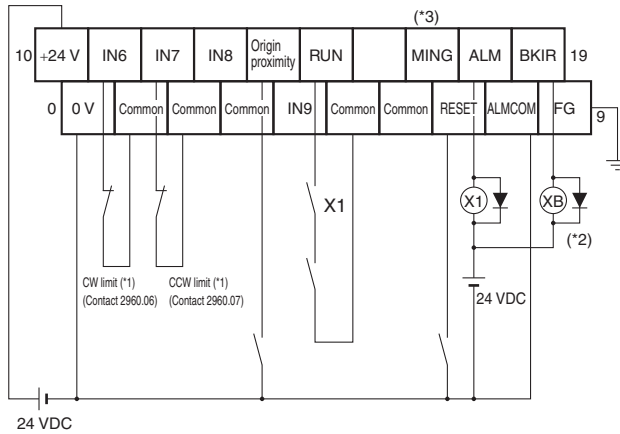 (*3)
10 +24 V IN6 IN7 IN8 Origin proximity RUN MING ALM BKIR 19
0 0 V Common Common Common IN9 Common Common RESET ALMCOM FG 9
X1
X1 XB
(*2)
CW limit (*1)
(Contact 2960.06)
CCW limit (*1)
(Contact 2960.07)
24 VDC
24 VDC